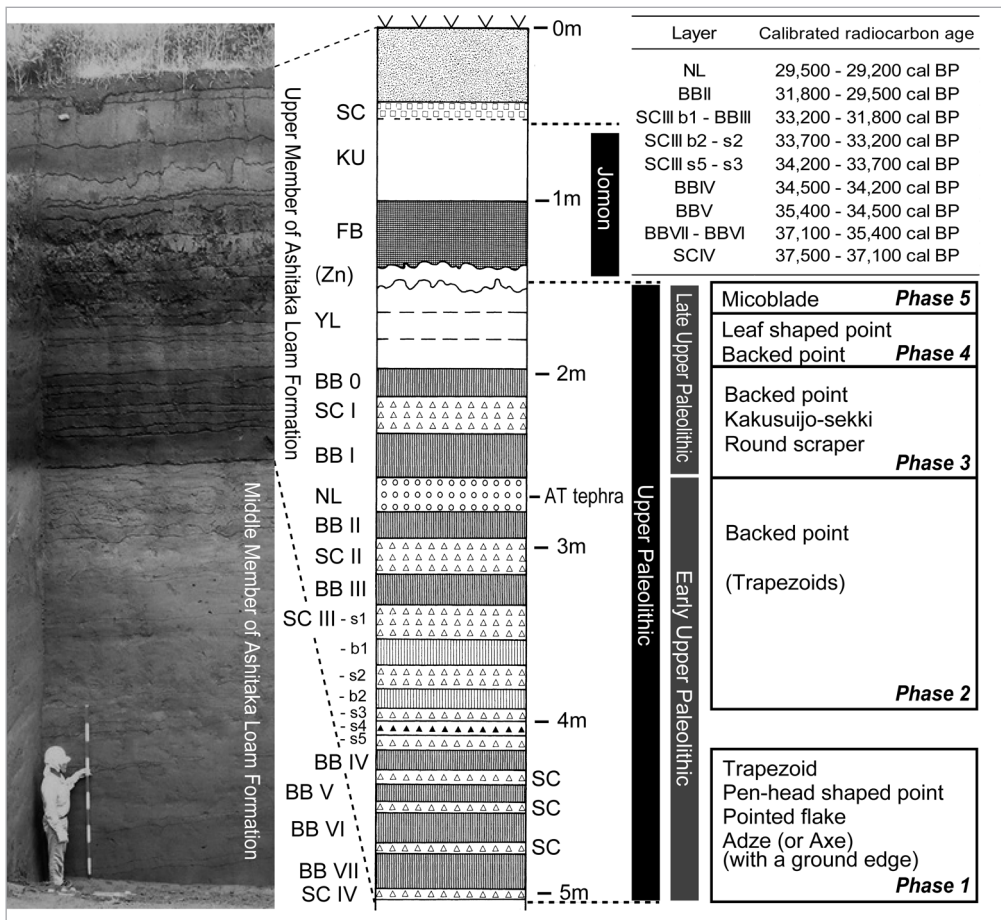 Upper Member of Ashitaka Loam Formation
Middle Member of Ashitaka Loam Formation
SC
KU
FB
(Zn)
YL
BB 0
SC I
BB I
NL
BB II
SC II
BB III
SC III - s1
- b1
- s2
- b2
- s3
- s4
- s5
BB IV
BB V
BB VI
BB VII
SC IV
0m
1m
2m
AT tephra
3m
4m
SC
SC
SC
5m
Jomon
Upper Paleolithic
Late Upper Paleolithic
Early Upper Paleolithic
Layer Calibrated radiocarbon age
NL 29,500 - 29,200 cal BP
BBII 31,800 - 29,500 cal BP
SCIII b1 - BBIII 33,200 - 31,800 cal BP
SCIII b2 - s2 33,700 - 33,200 cal BP
SCIII s5 - s3 34,200 - 33,700 cal BP
BBIV 34,500 - 34,200 cal BP
BBV 35,400 - 34,500 cal BP
BBVII - BBVI 37,100 - 35,400 cal BP
SCIV 37,500 - 37,100 cal BP
Micoblade Phase 5
Leaf shaped point
Backed point Phase 4
Backed point
Kakusuijo-sekki
Round scraper
Phase 3
Backed point
(Trapezoids)
Phase 2
Trapezoid
Pen-head shaped point
Pointed flake
Adze (or Axe)
(with a ground edge)
Phase 1